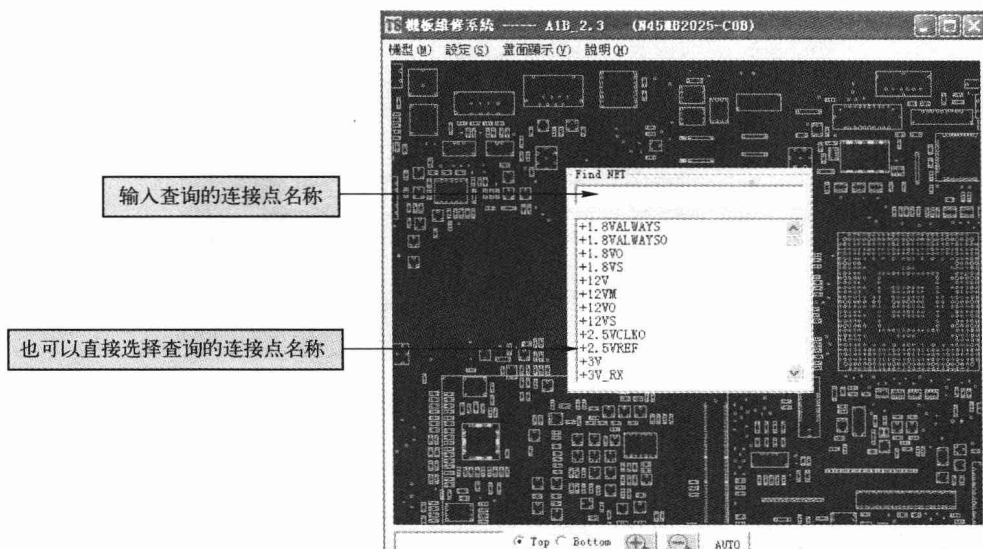 TS 機板維修系統 ------ A1B_2.3 (N45MB2025-C0B)
機型(M) 設定(S) 畫面顯示(V) 說明(H)
输入查询的连接点名称
Find NET
+1.8VALWAYS
+1.8VALWAYSO
+1.8VO
+1.8VS
+12V
+12VM
+12VO
+12VS
+2.5VCLKO
也可以直接选择查询的连接点名称
+2.5VREF
+3V
+3V_RX
Top Bottom AUTO